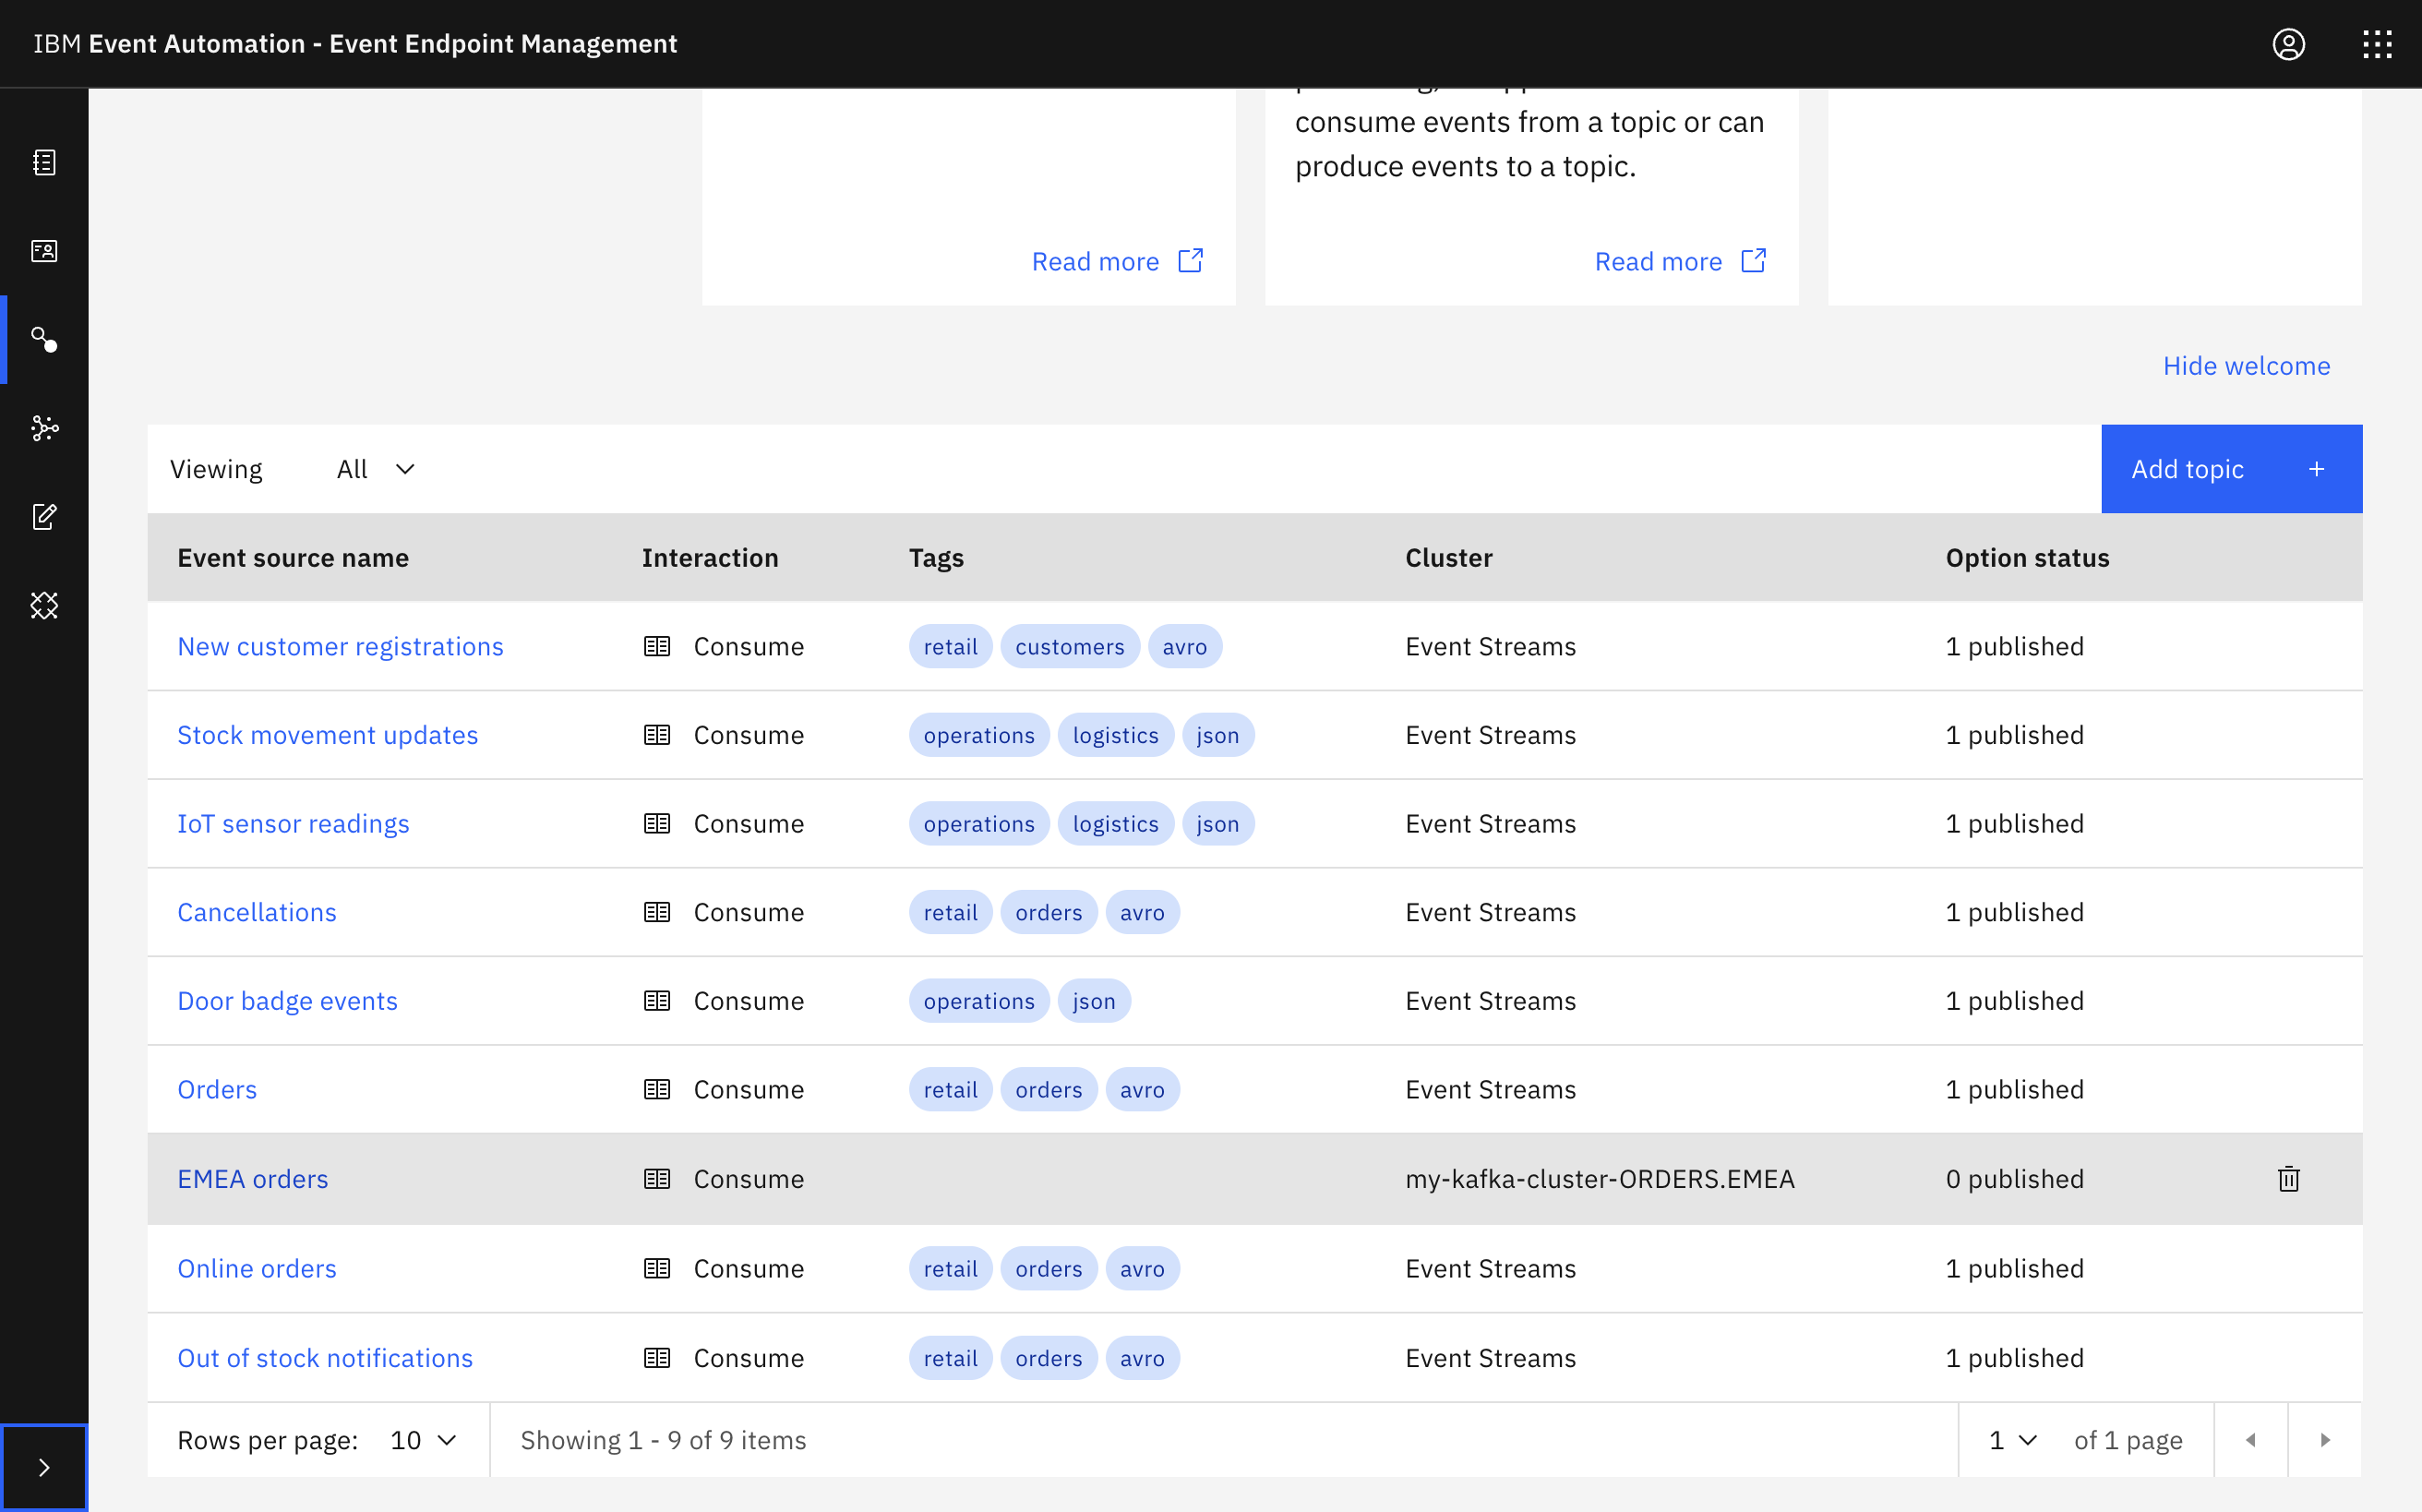 IBM Event Automation - Event Endpoint Management
consume events from a topic or can
produce events to a topic.
Read more
Read more
Hide welcome
Viewing All
Add topic +
Event source name Interaction Tags Cluster Option status
New customer registrations Consume retail customers avro Event Streams 1 published
Stock movement updates Consume operations logistics json Event Streams 1 published
IoT sensor readings Consume operations logistics json Event Streams 1 published
Cancellations Consume retail orders avro Event Streams 1 published
Door badge events Consume operations json Event Streams 1 published
Orders Consume retail orders avro Event Streams 1 published
EMEA orders Consume my-kafka-cluster-ORDERS.EMEA 0 published
Online orders Consume retail orders avro Event Streams 1 published
Out of stock notifications Consume retail orders avro Event Streams 1 published
Rows per page: 10 Showing 1 - 9 of 9 items 1 of 1 page